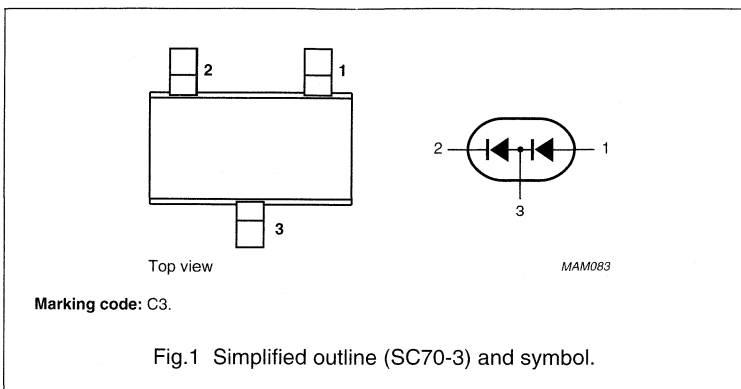 2
1
3
Top view
2
1
3
MAM083
Marking code: C3.
Fig.1 Simplified outline (SC70-3) and symbol.